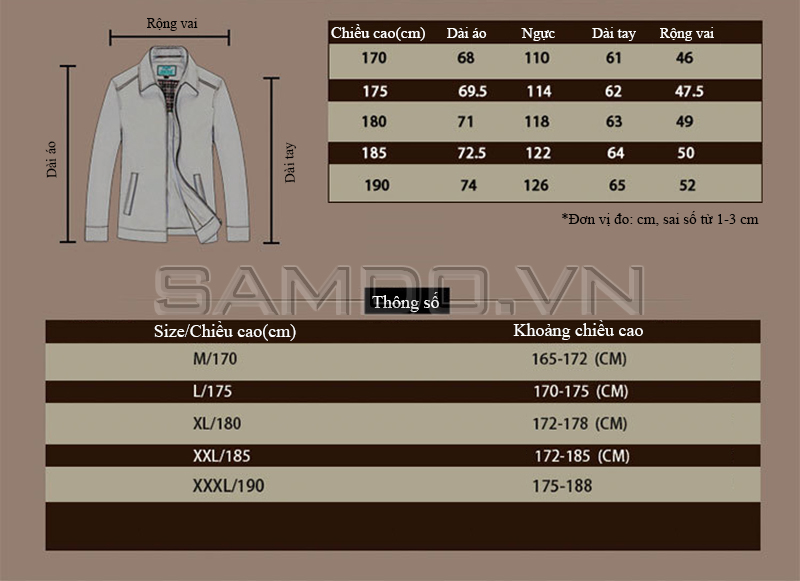 Rộng vai
Dài áo
Dài tay
Chiều cao(cm) Dài áo Ngực Dài tay Rộng vai
170 68 110 61 46
175 69.5 114 62 47.5
180 71 118 63 49
185 72.5 122 64 50
190 74 126 65 52
*Đơn vị đo: cm, sai số từ 1-3 cm
SAMDO.VN
Thông số
Size/Chiều cao(cm) Khoảng chiều cao
M/170 165-172 (CM)
L/175 170-175 (CM)
XL/180 172-178 (CM)
XXL/185 172-185 (CM)
XXXL/190 175-188